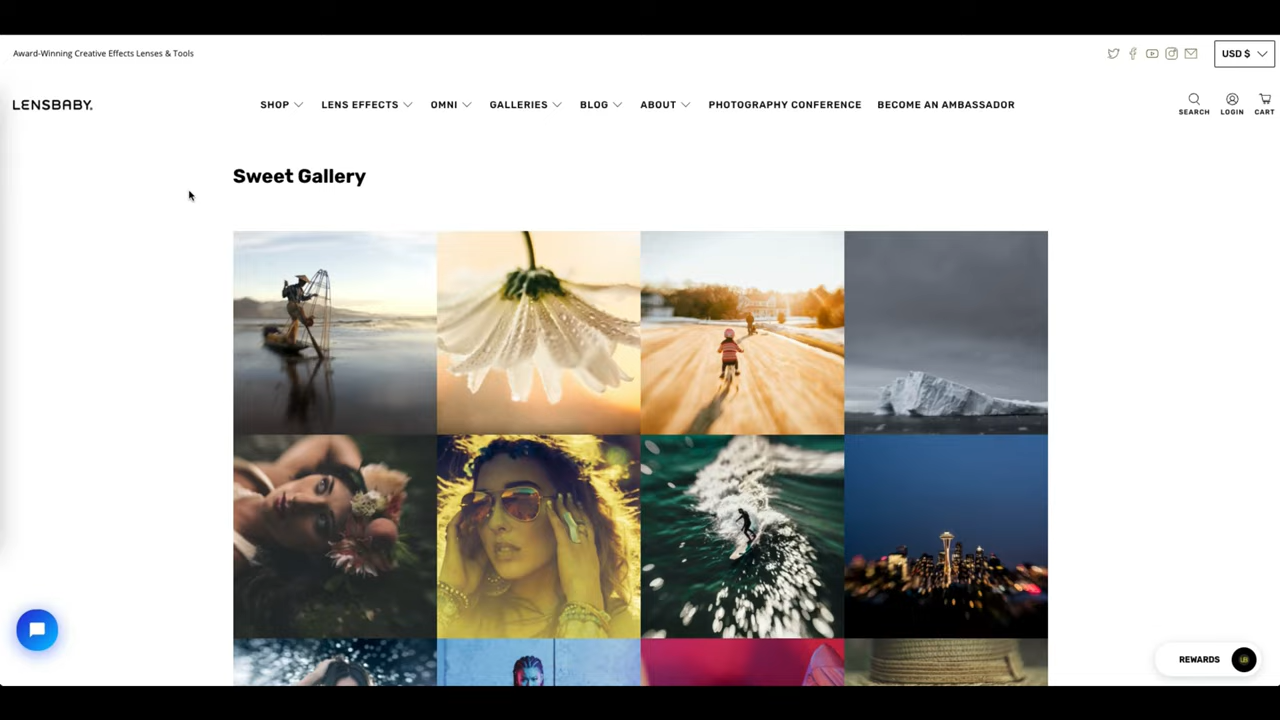 Award-Winning Creative Effects Lenses & Tools
USD $
LENSBABY.
SHOP LENS EFFECTS OMNI GALLERIES BLOG ABOUT PHOTOGRAPHY CONFERENCE BECOME AN AMBASSADOR
SEARCH LOGIN CART
Sweet Gallery
REWARDS